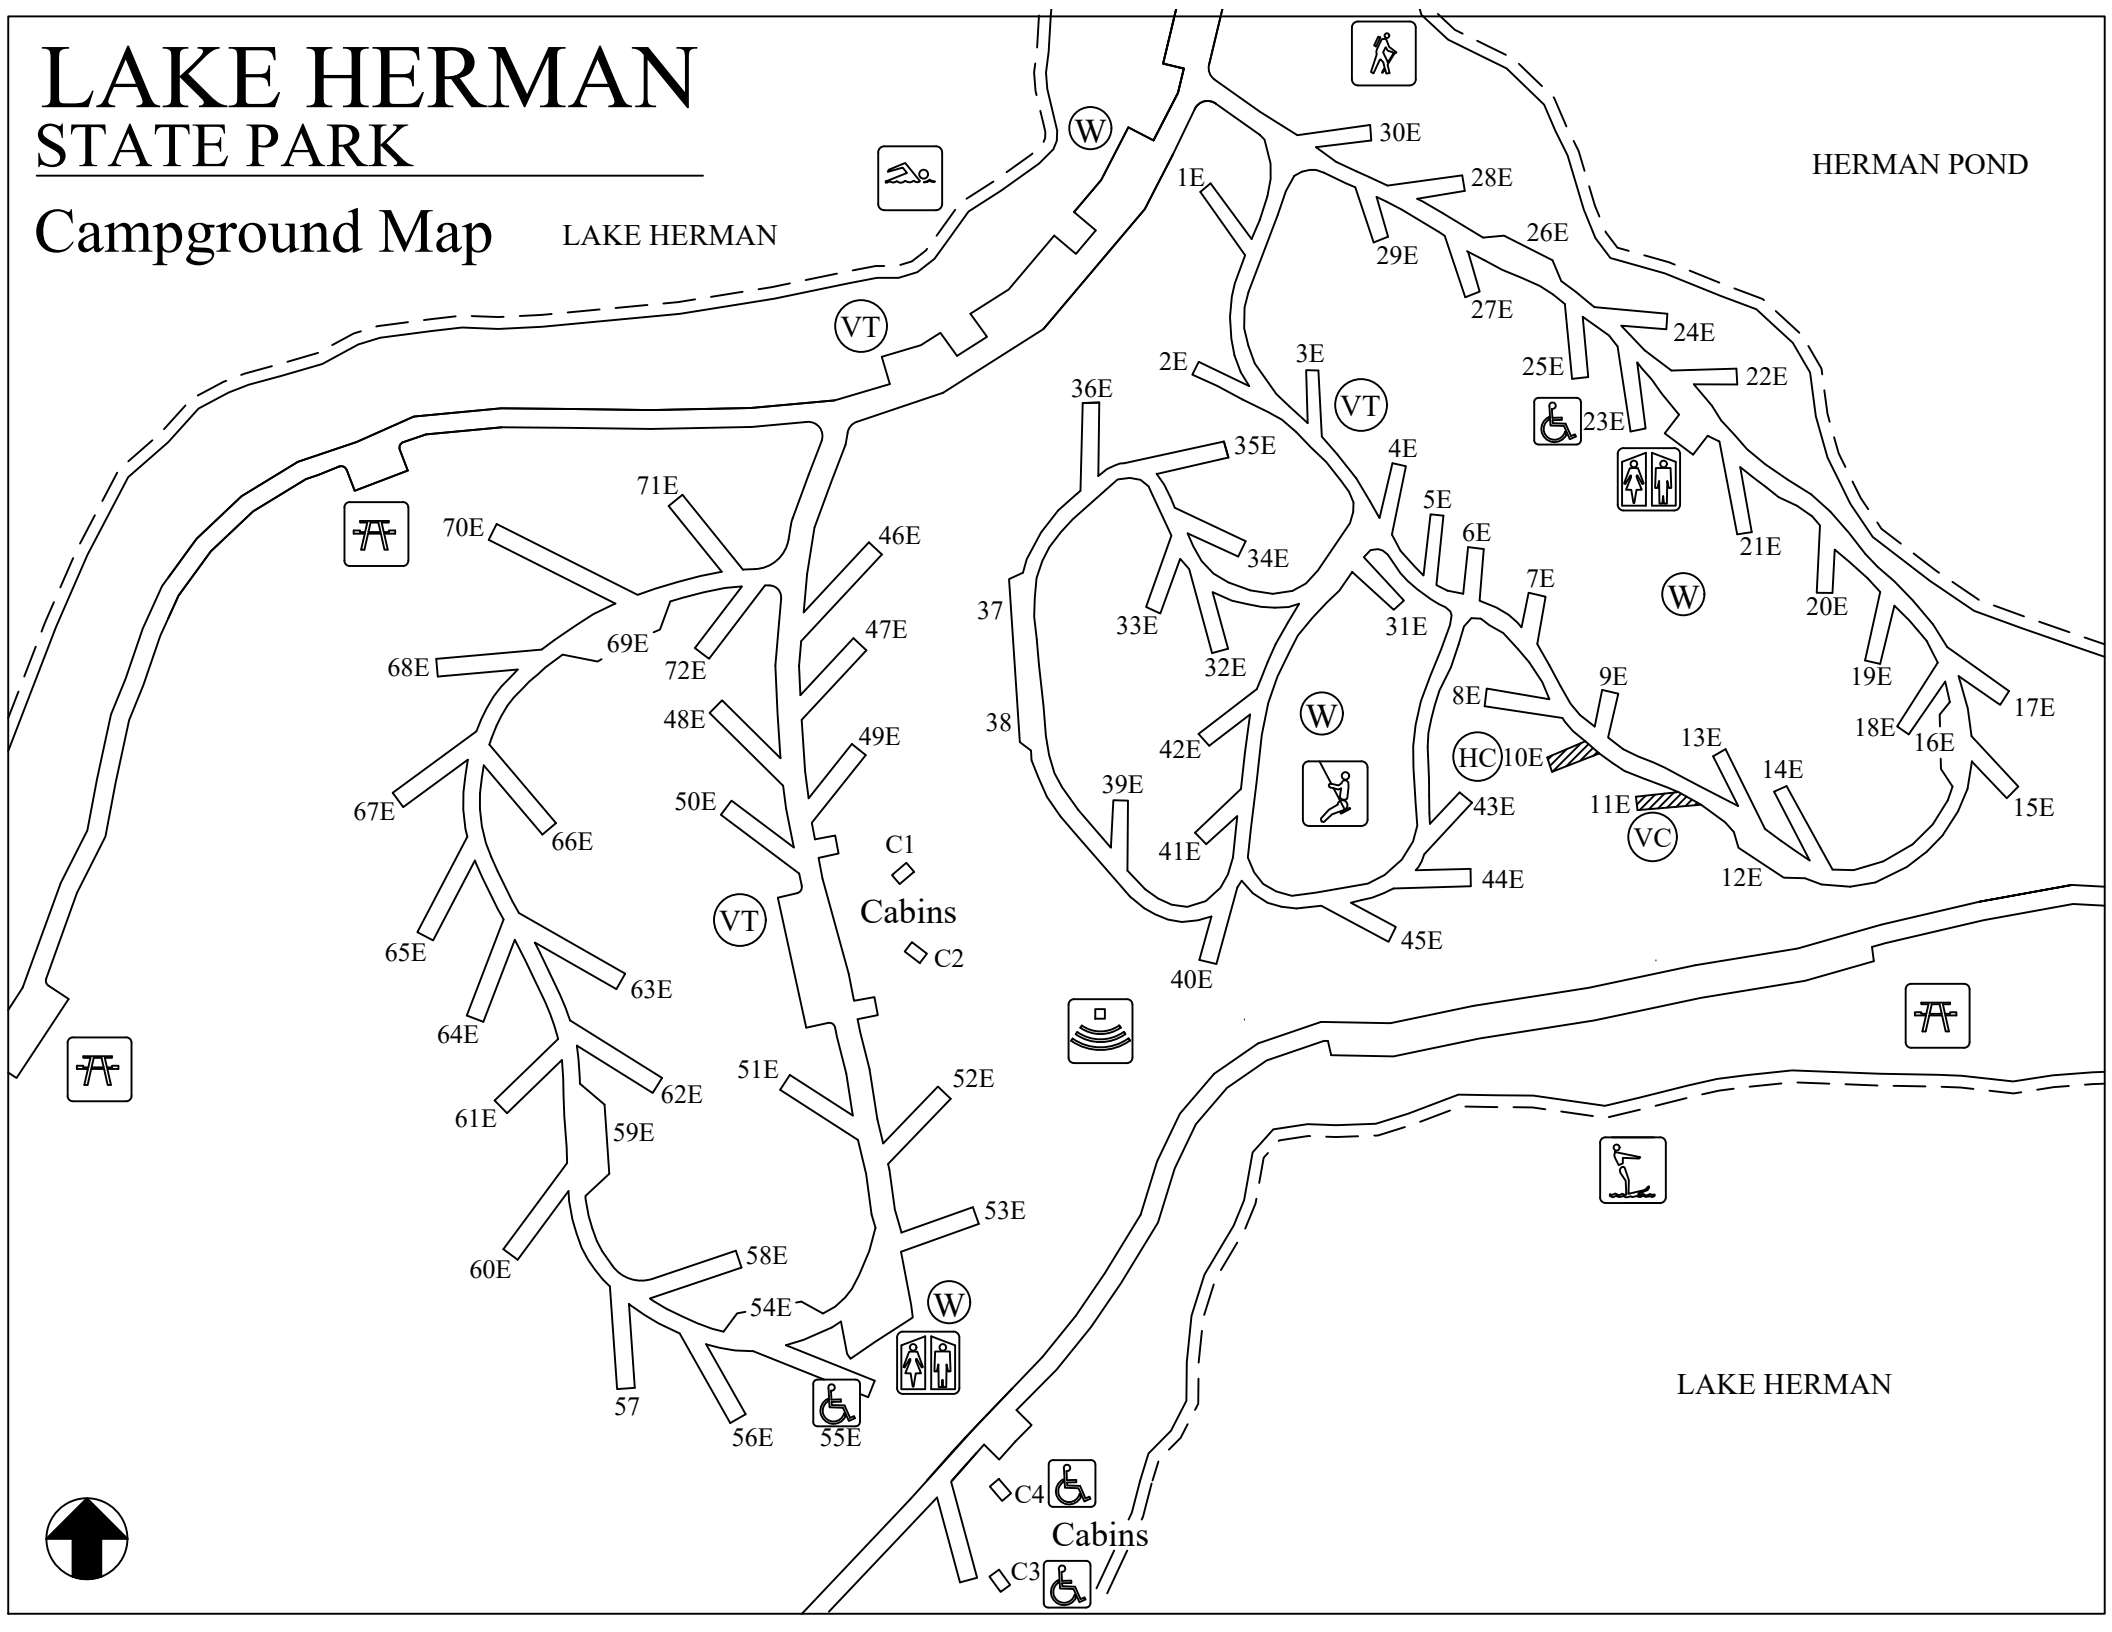 LAKE HERMAN
STATE PARK
Campground Map
LAKE HERMAN
HERMAN POND
W
30E
1E
28E
26E
29E
27E
VT
24E
3E
2E
25E
22E
36E
VT
23E
35E
4E
71E
5E
70E
6E
46E
21E
34E
7E
W
37
20E
33E
31E
47E
69E
68E
72E
32E
19E
9E
8E
17E
48E
38
W
18E
16E
49E
42E
13E
HC
10E
14E
39E
50E
67E
43E
11E
15E
66E
VC
C1
41E
12E
44E
Cabins
VT
65E
45E
C2
40E
63E
64E
51E
52E
62E
61E
59E
53E
58E
60E
W
54E
LAKE HERMAN
57
56E
55E
C4
Cabins
C3